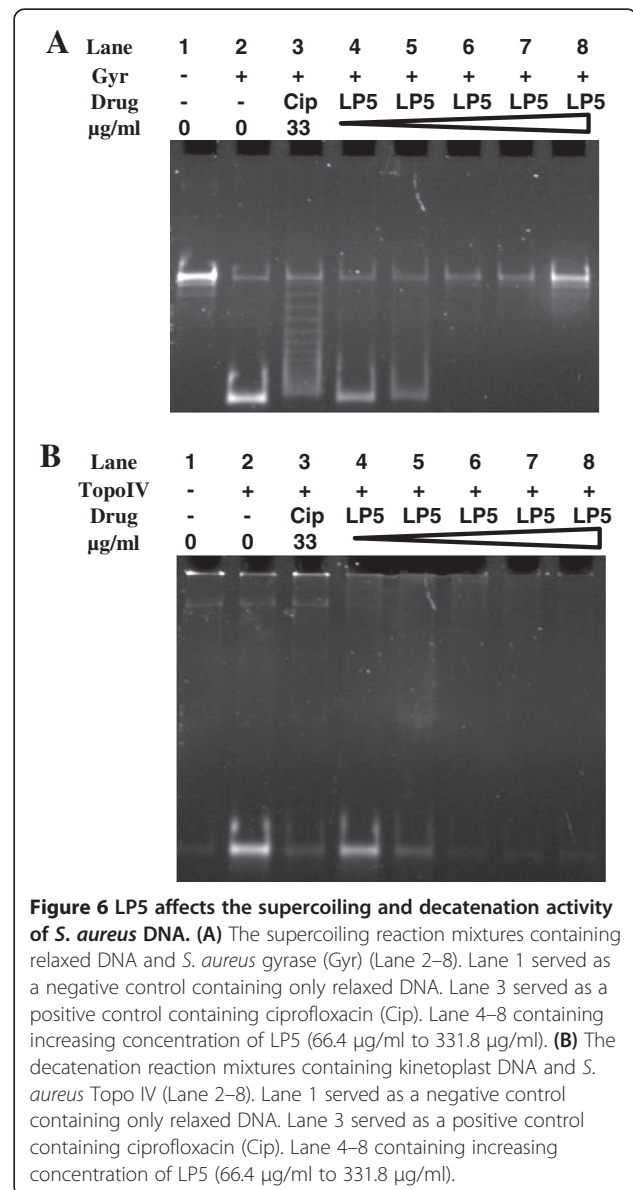 A Lane 1 2 3 4 5 6 7 8
Gyr - + + + + + + +
Drug - - Cip LP5 LP5 LP5 LP5 LP5
µg/ml 0 0 33
B Lane 1 2 3 4 5 6 7 8
TopoIV - + + + + + + +
Drug - - Cip LP5 LP5 LP5 LP5 LP5
µg/ml 0 0 33
Figure 6 LP5 affects the supercoiling and decatenation activity
of S. aureus DNA. (A) The supercoiling reaction mixtures containing
relaxed DNA and S. aureus gyrase (Gyr) (Lane 2–8). Lane 1 served as
a negative control containing only relaxed DNA. Lane 3 served as a
positive control containing ciprofloxacin (Cip). Lane 4–8 containing
increasing concentration of LP5 (66.4 µg/ml to 331.8 µg/ml). (B) The
decatenation reaction mixtures containing kinetoplast DNA and S.
aureus Topo IV (Lane 2–8). Lane 1 served as a negative control
containing only relaxed DNA. Lane 3 served as a positive control
containing ciprofloxacin (Cip). Lane 4–8 containing increasing
concentration of LP5 (66.4 µg/ml to 331.8 µg/ml).